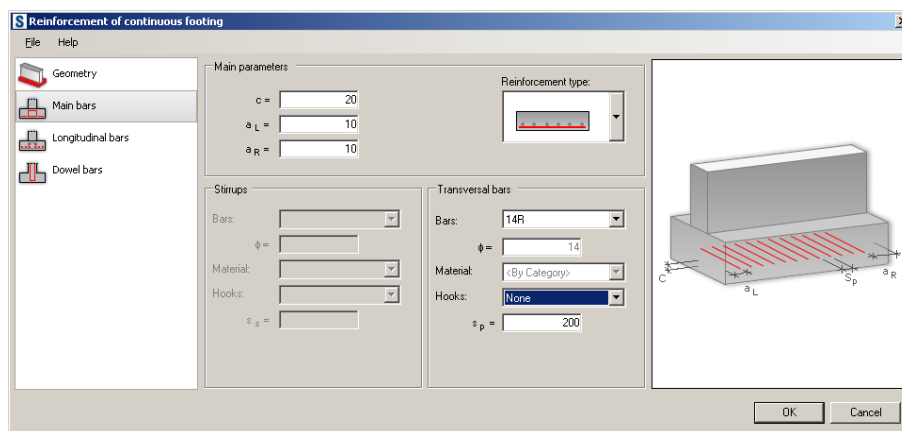 Reinforcement of continuous footing
File Help
Geometry
Main bars
Longitudinal bars
Dowel bars
Main parameters
c = 20
a L = 10
a R = 10
Reinforcement type:
Stirrups
Bars:
ϕ =
Material:
Hooks:
s s =
Transversal bars
Bars: 14R
ϕ = 14
Material: <By Category>
Hooks: None
s p = 200
C
a L
S p
a R
OK Cancel